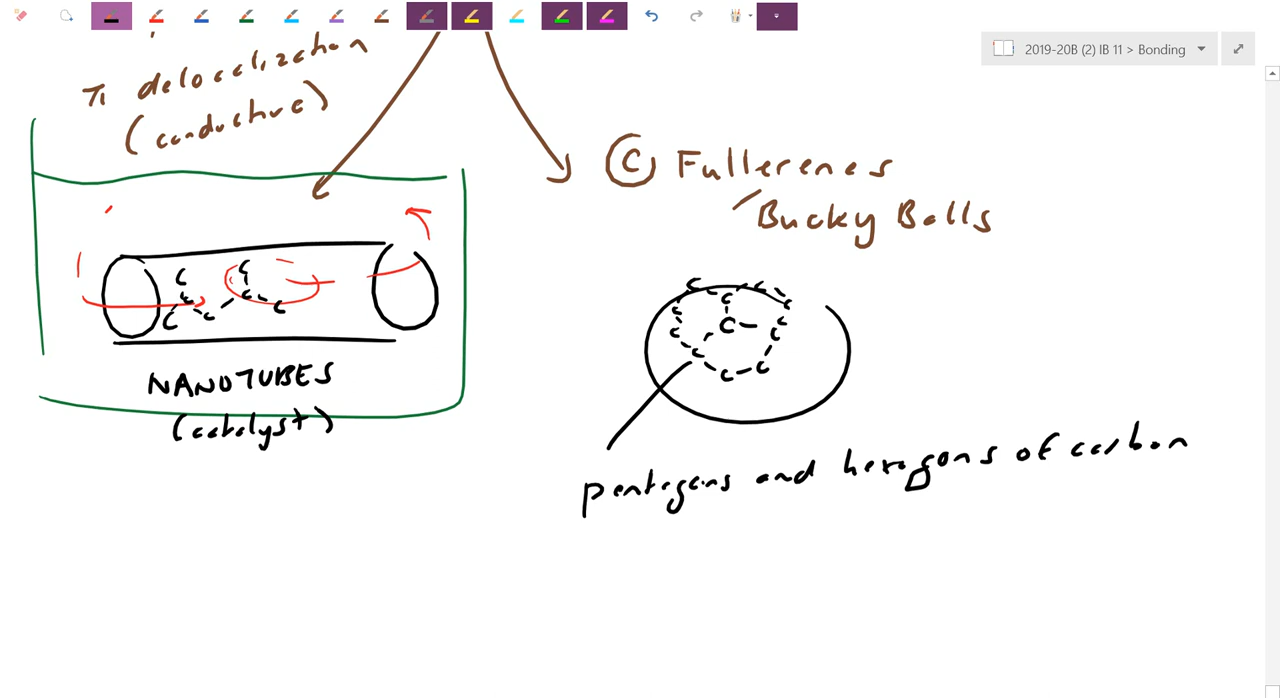 2019-20B (2) IB 11 > Bonding
π delocalization
(conductive)
C Fullerenes
Bucky Balls
C C
C C C
C C
NANOTUBES
(catalyst)
C C C C
C C C
C C C
C C
C C
pentagons and hexagons of carbon